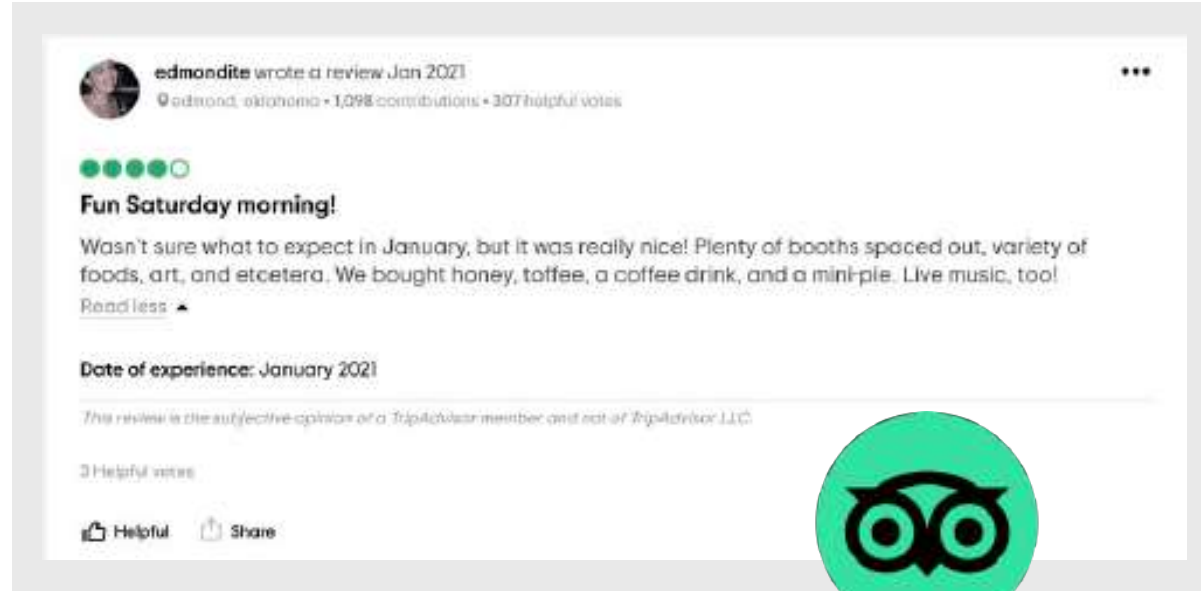 edmondite wrote a review Jan 2021
edmond, oklahoma • 1,098 contributions • 307 helpful votes
Fun Saturday morning!
Wasn't sure what to expect in January, but it was really nice! Plenty of booths spaced out, variety of
foods, art, and etcetera. We bought honey, toffee, a coffee drink, and a mini-pie. Live music, too!
Read less
Date of experience: January 2021
This review is the subjective opinion of a TripAdvisor member and not of TripAdvisor LLC.
3 Helpful votes
Helpful Share